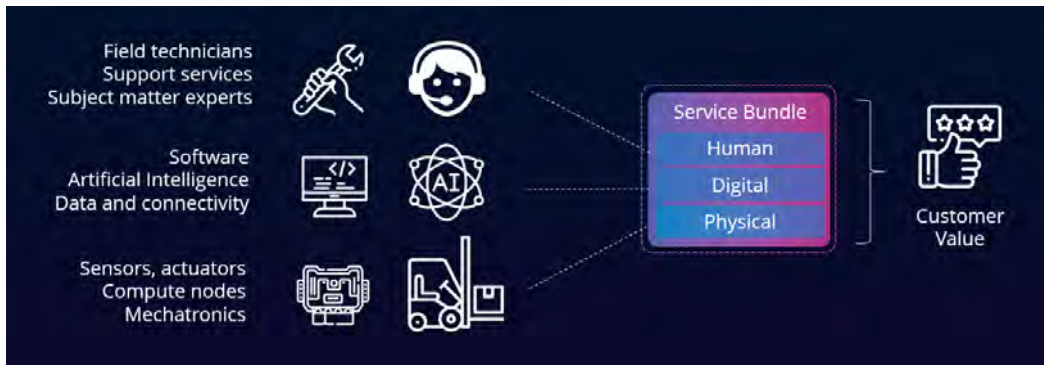 Field technicians
Support services
Subject matter experts
Software
Artificial Intelligence
Data and connectivity
</>
AI
Sensors, actuators
Compute nodes
Mechatronics
Service Bundle
Human
Digital
Physical
Customer
Value